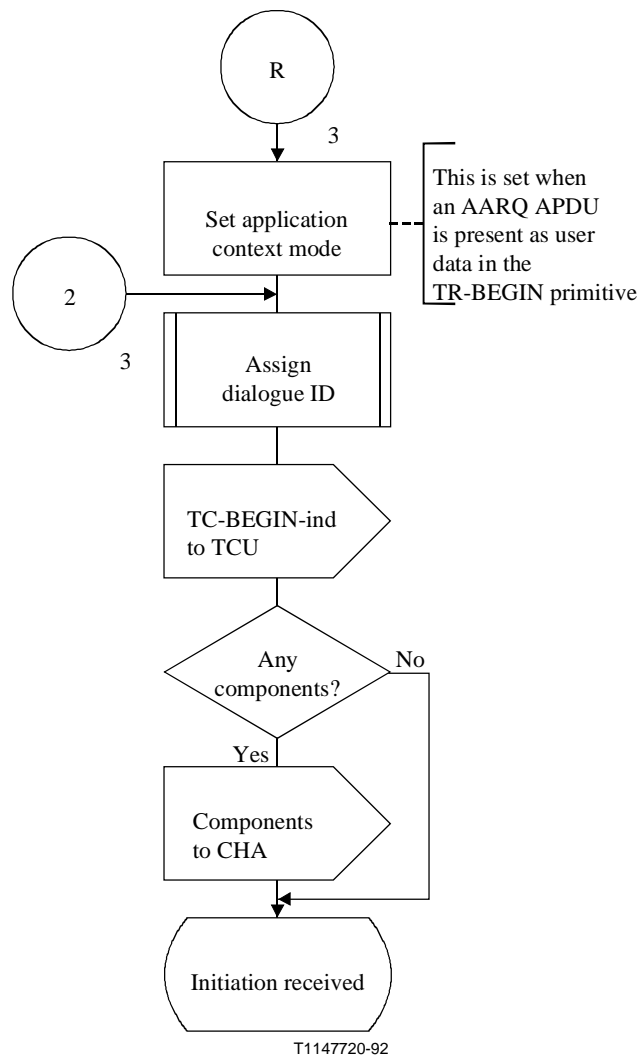 R
3
Set application
context mode
This is set when
an AARQ APDU
is present as user
data in the
TR-BEGIN primitive
2
3
Assign
dialogue ID
TC-BEGIN-ind
to TCU
Any
components?
No
Yes
Components
to CHA
Initiation received
T1147720-92